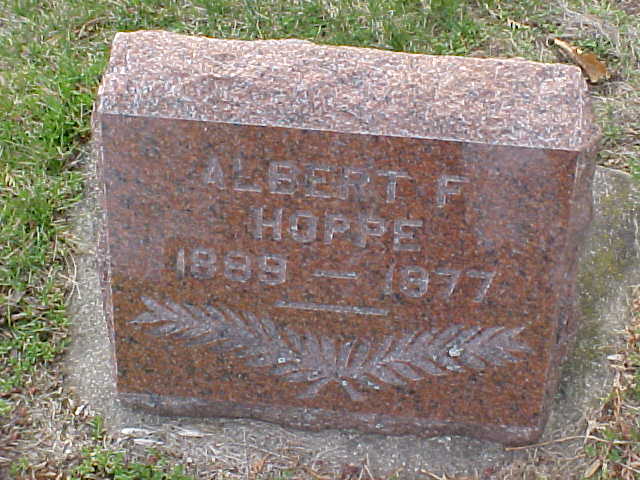 ALBERT F
HOPPE
1889 — 1977